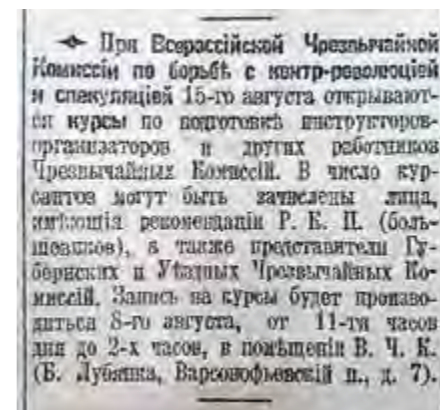 При Всероссійской Чрезвычайной
Комиссіи по борьбѣ с контр-революціей
и спекуляціей 15-го августа открывают-
ся курсы по подготовкѣ инструкторов-
организаторов и других работников
Чрезвычайных Комиссій. В число кур-
сантов могут быть зачислены лица,
имѣющія рекомендаціи Р. К. П. (боль-
шевиков), а также представители Гу-
бернских и Уѣздных Чрезвычайных Ко-
миссій. Запись на курсы будет произво-
диться 8-го августа, от 11-ти часов
дня до 2-х часов, в помѣщеніи В. Ч. К.
(Б. Лубянка, Варсонофьевскій п., д. 7).